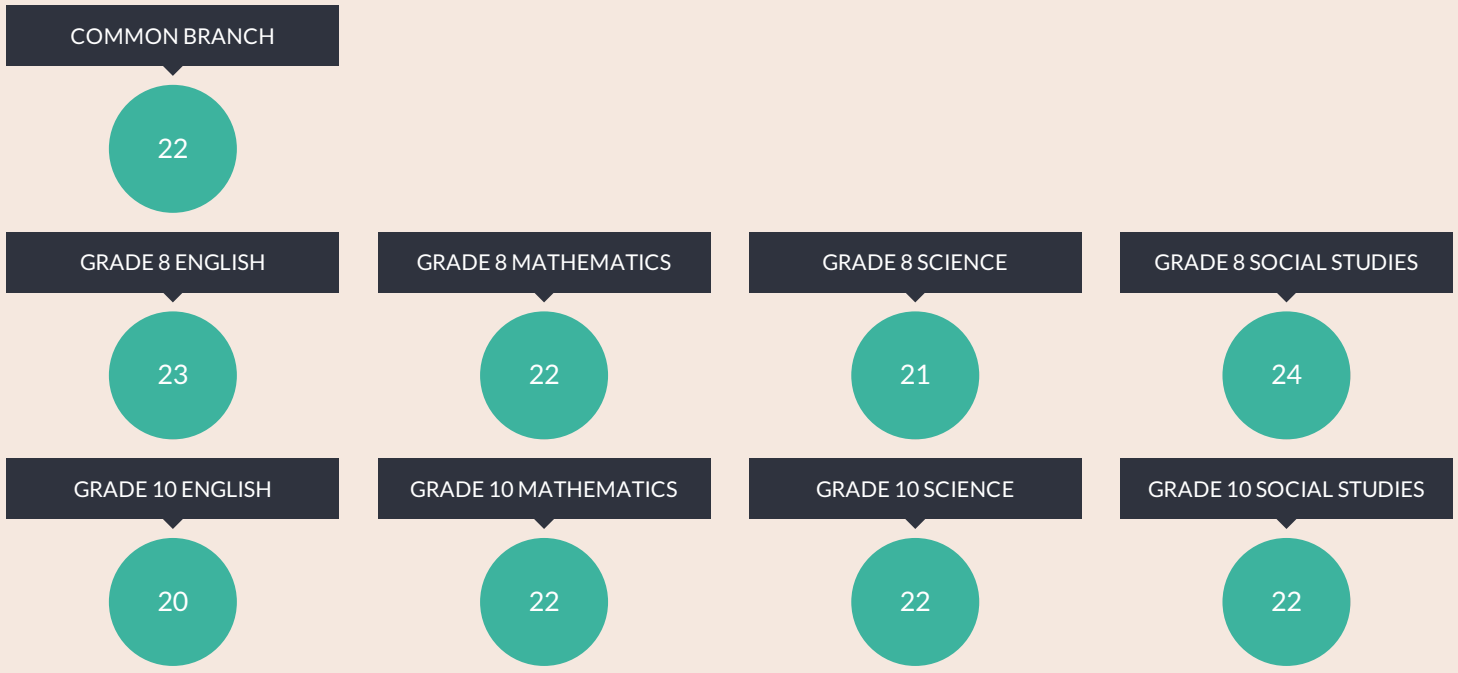 COMMON BRANCH
22
GRADE 8 ENGLISH
23
GRADE 8 MATHEMATICS
22
GRADE 8 SCIENCE
21
GRADE 8 SOCIAL STUDIES
24
GRADE 10 ENGLISH
20
GRADE 10 MATHEMATICS
22
GRADE 10 SCIENCE
22
GRADE 10 SOCIAL STUDIES
22